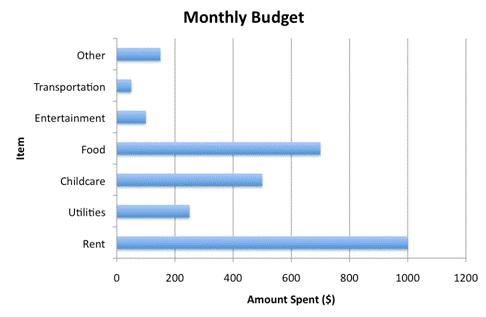 Monthly Budget
Other
Transportation
Entertainment
Food
Childcare
Utilities
Rent
Item
0 200 400 600 800 1000 1200
Amount Spent ($)